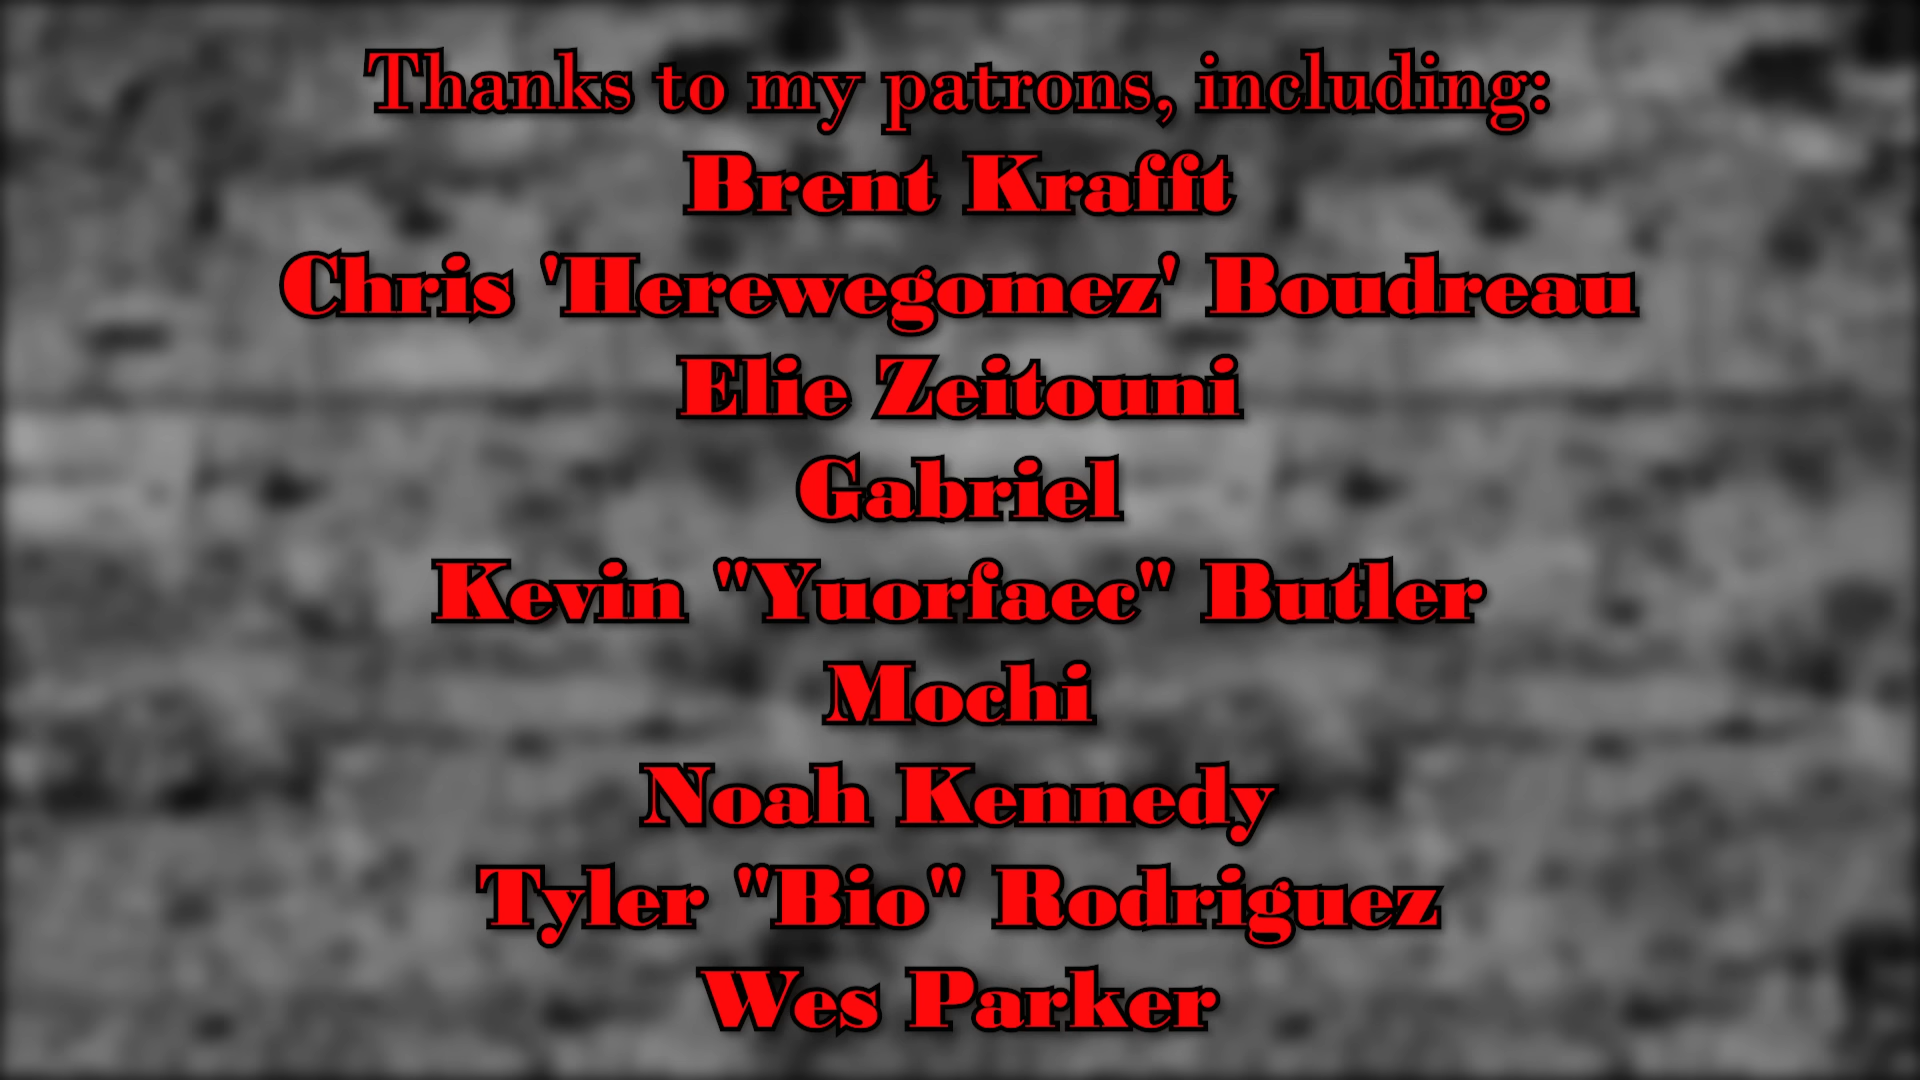 Thanks to my patrons, including:
Brent Krafft
Chris 'Herewegomez' Boudreau
Elie Zeitouni
Gabriel
Kevin "Yuorfaec" Butler
Mochi
Noah Kennedy
Tyler "Bio" Rodriguez
Wes Parker